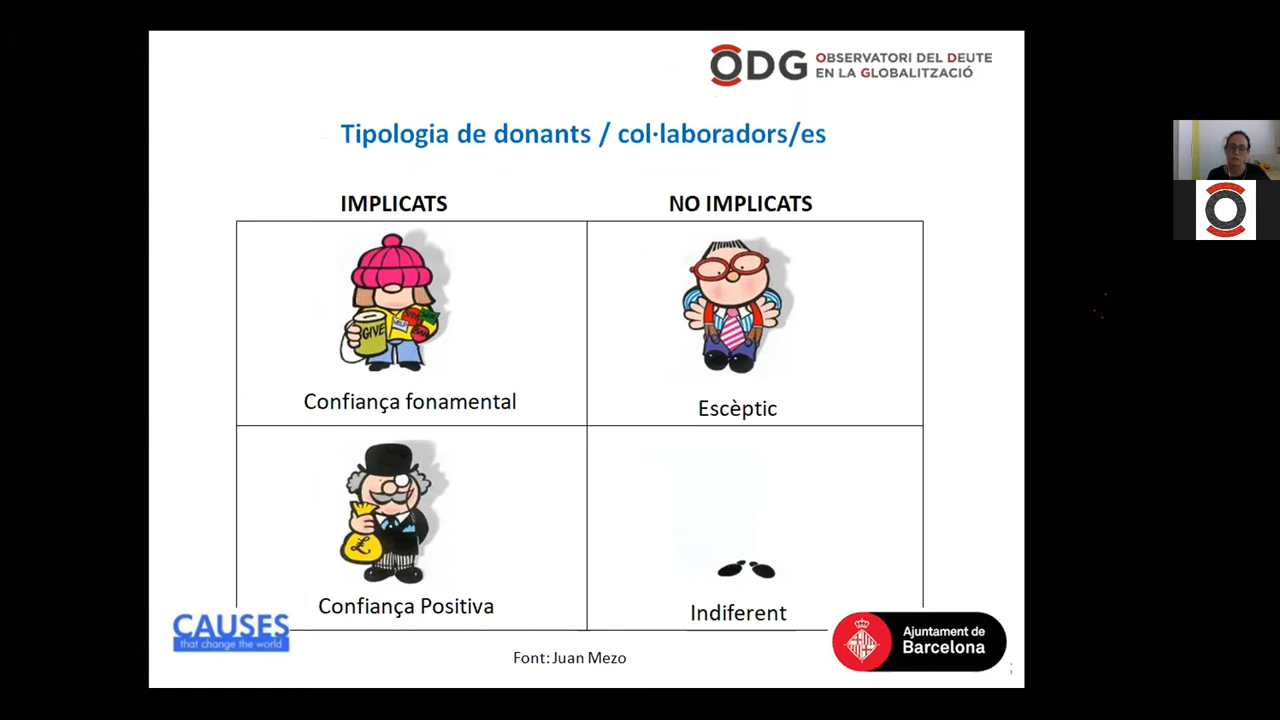 ODG
OBSERVATORI DEL DEUTE
EN LA GLOBALITZACIÓ
Tipologia de donants / col·laboradors/es
IMPLICATS
NO IMPLICATS
GIVE
HELP
Confiança fonamental
Escèptic
Confiança Positiva
Indiferent
CAUSES
that change the world
Font: Juan Mezo
Ajuntament de
Barcelona